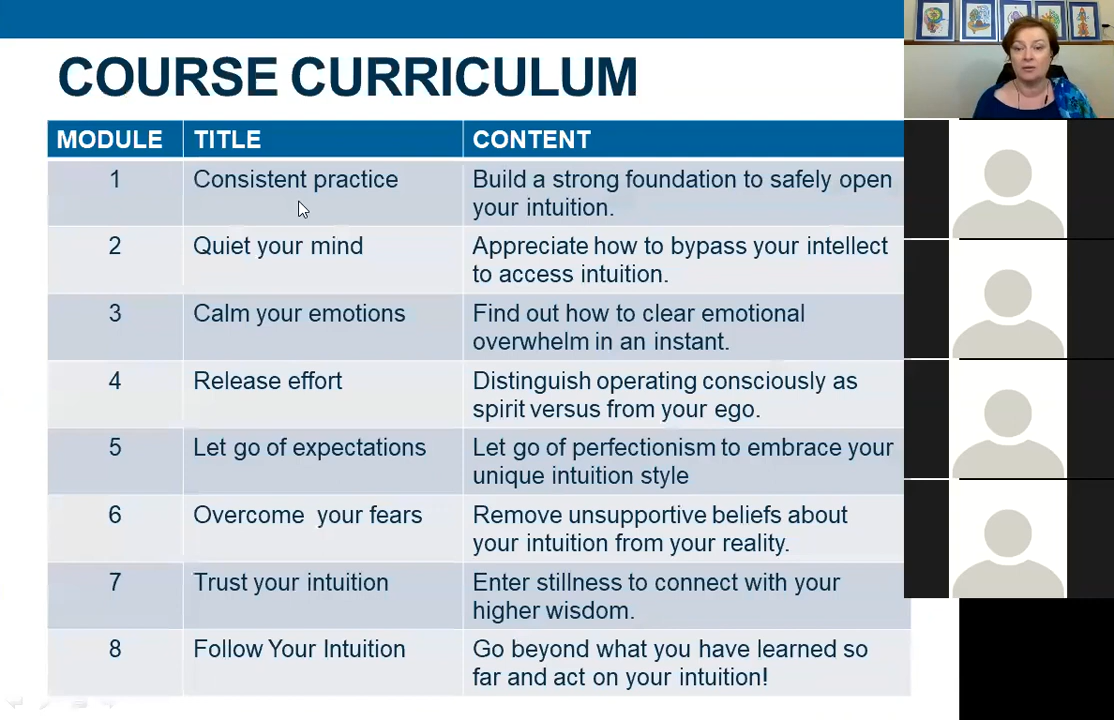 COURSE CURRICULUM
MODULE TITLE CONTENT
1 Consistent practice Build a strong foundation to safely open
your intuition.
2 Quiet your mind Appreciate how to bypass your intellect
to access intuition.
3 Calm your emotions Find out how to clear emotional
overwhelm in an instant.
4 Release effort Distinguish operating consciously as
spirit versus from your ego.
5 Let go of expectations Let go of perfectionism to embrace your
unique intuition style
6 Overcome  your fears Remove unsupportive beliefs about
your intuition from your reality.
7 Trust your intuition Enter stillness to connect with your
higher wisdom.
8 Follow Your Intuition Go beyond what you have learned so
far and act on your intuition!